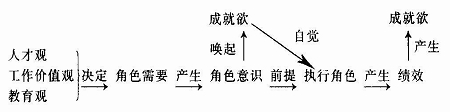 成就欲 成就欲
自觉
人才观 唤起 产生
工作价值观 决定 角色需要 产生 角色意识 前提 执行角色 产生 绩效
教育观